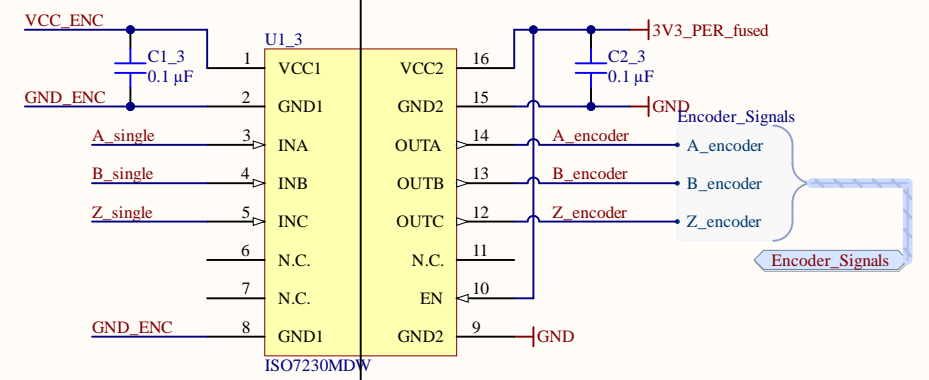 VCC_ENC
C1_3
0.1 µF
GND_ENC
U1_3
1 VCC1 VCC2 16
2 GND1 GND2 15
A_single 3 INA OUTA 14 A_encoder
B_single 4 INB OUTB 13 B_encoder
Z_single 5 INC OUTC 12 Z_encoder
6 N.C. N.C. 11
7 N.C. EN 10
GND_ENC 8 GND1 GND2 9 GND
ISO7230MDW
3V3_PER_fused
C2_3
0.1 µF
GND
Encoder_Signals
A_encoder
B_encoder
Z_encoder
Encoder_Signals